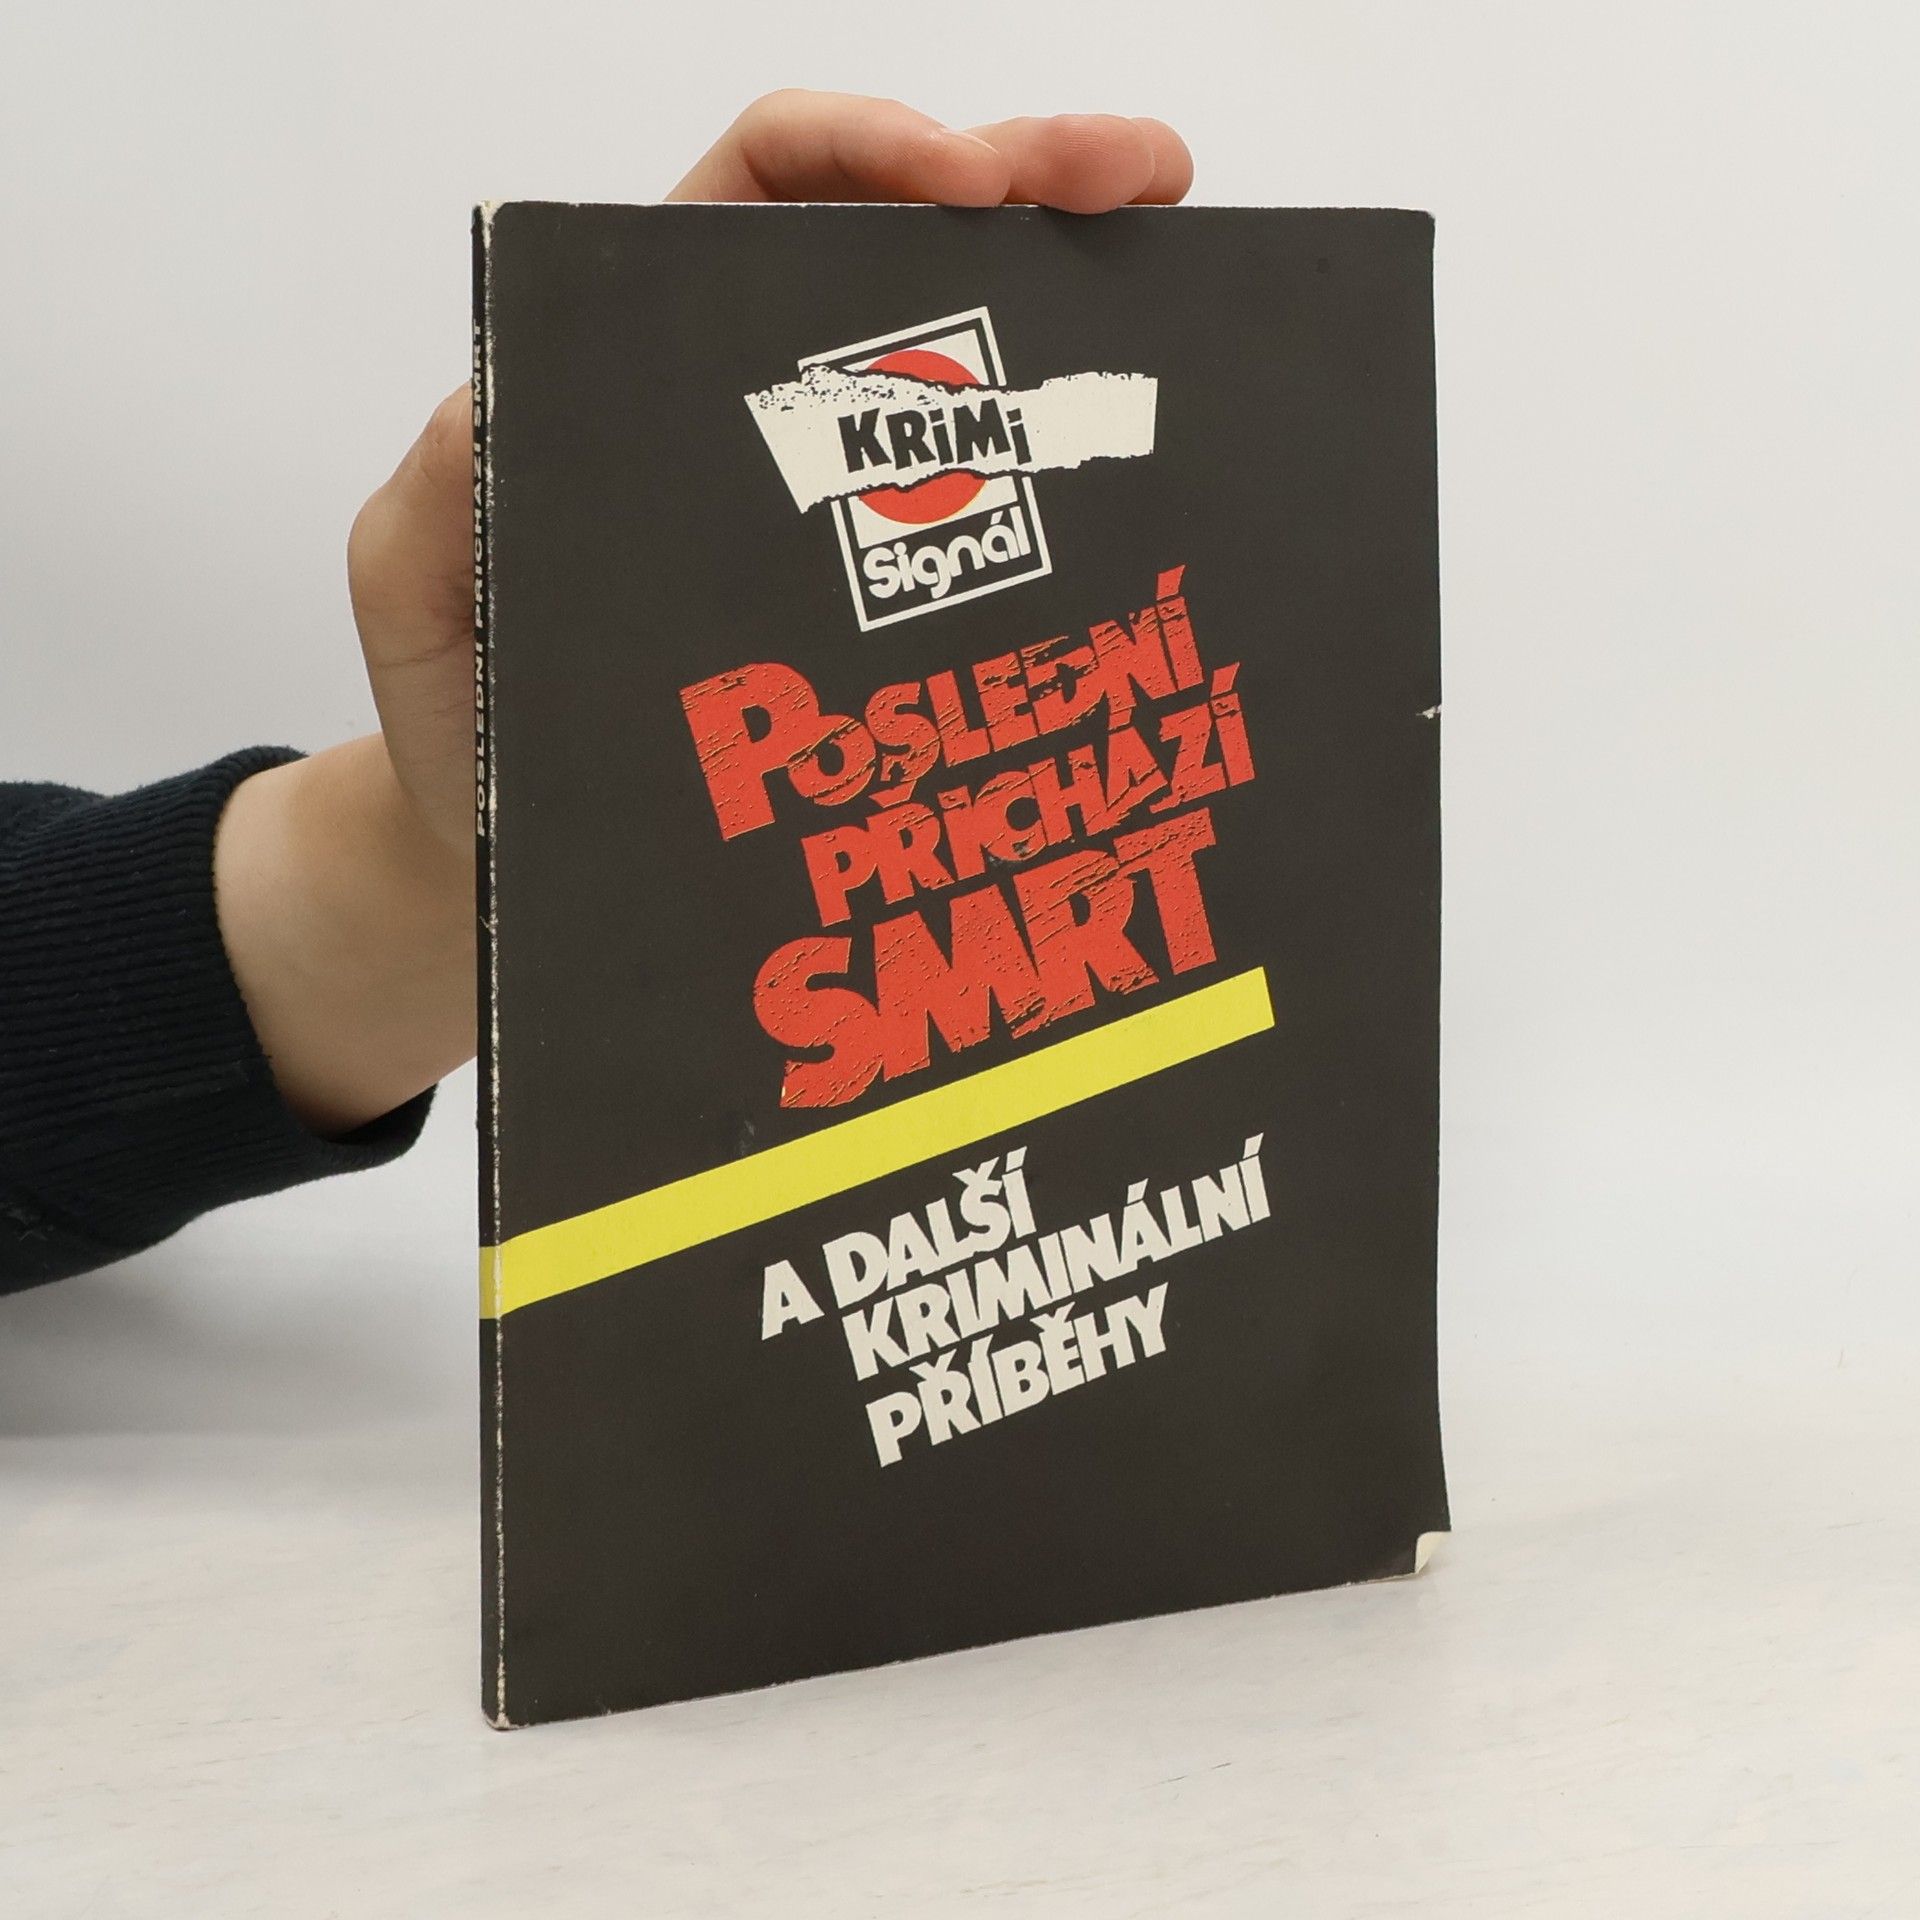 KRiMi
Signál
POSLEDNÍ
PŘICHÁZÍ
SMRT
A DALŠÍ
KRIMINÁLNÍ
PŘÍBĚHY
POSLEDNÍ PŘICHÁZÍ SMRT